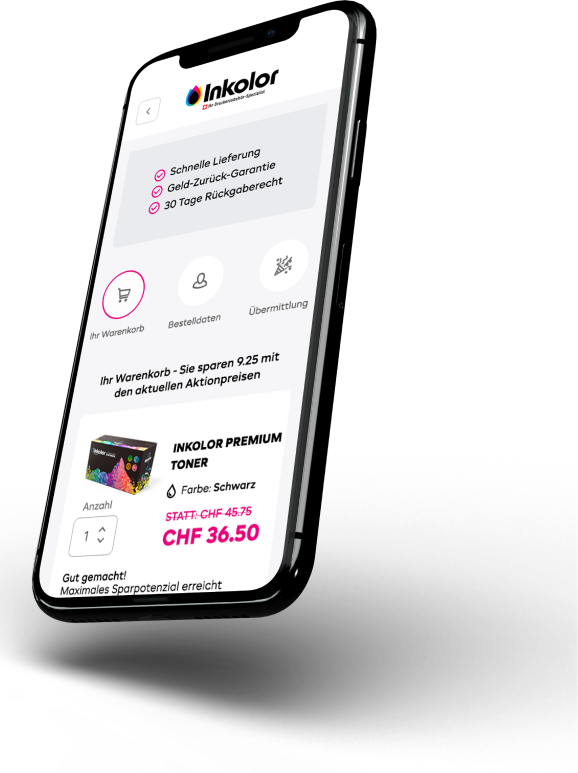 Inkolor
Ihr Druckerzubehör-Spezialist
Schnelle Lieferung
Geld-Zurück-Garantie
30 Tage Rückgaberecht
Ihr Warenkorb
Bestelldaten
Übermittlung
Ihr Warenkorb - Sie sparen 9.25 mit
den aktuellen Aktionpreisen
inkolor
INKOLOR PREMIUM
TONER
Farbe: Schwarz
Anzahl
1
STATT: CHF 45.75
CHF 36.50
Gut gemacht!
Maximales Sparpotenzial erreicht